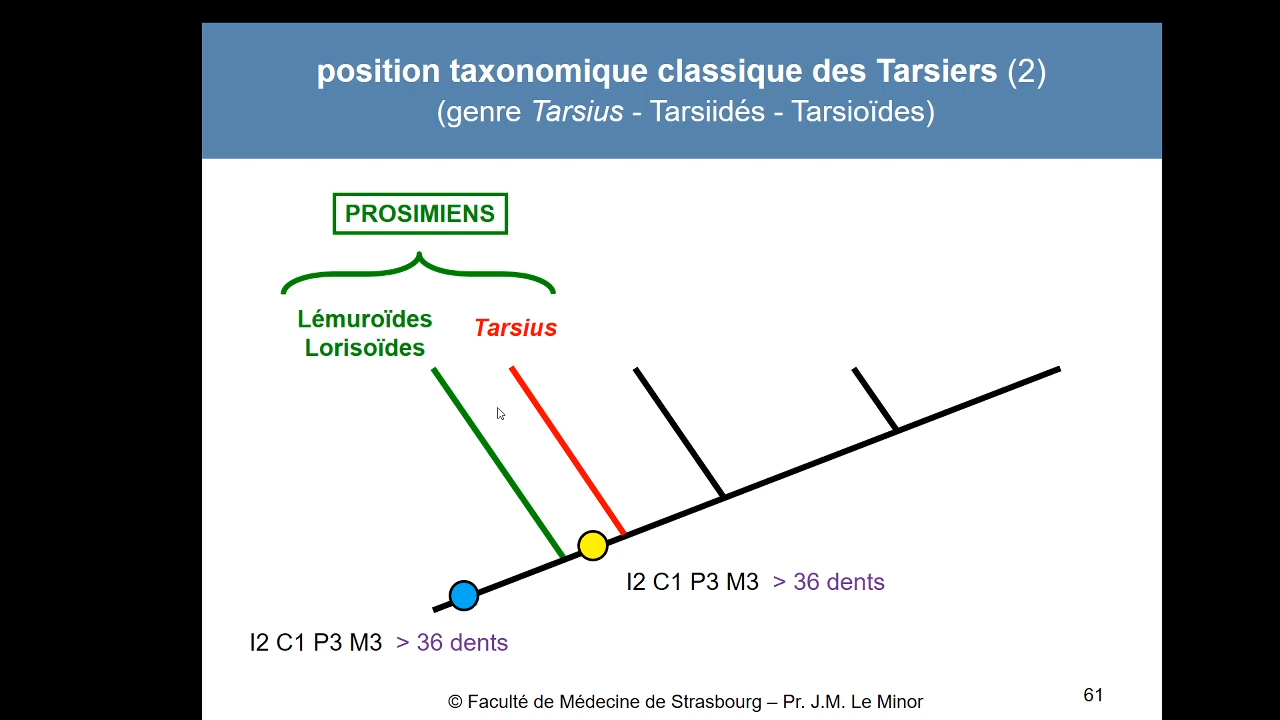 position taxonomique classique des Tarsiers (2)
(genre Tarsius - Tarsiidés - Tarsioïdes)
PROSIMIENS
Lémuroïdes
Lorisoïdes
Tarsius
I2 C1 P3 M3 > 36 dents
I2 C1 P3 M3 > 36 dents
© Faculté de Médecine de Strasbourg – Pr. J.M. Le Minor
61